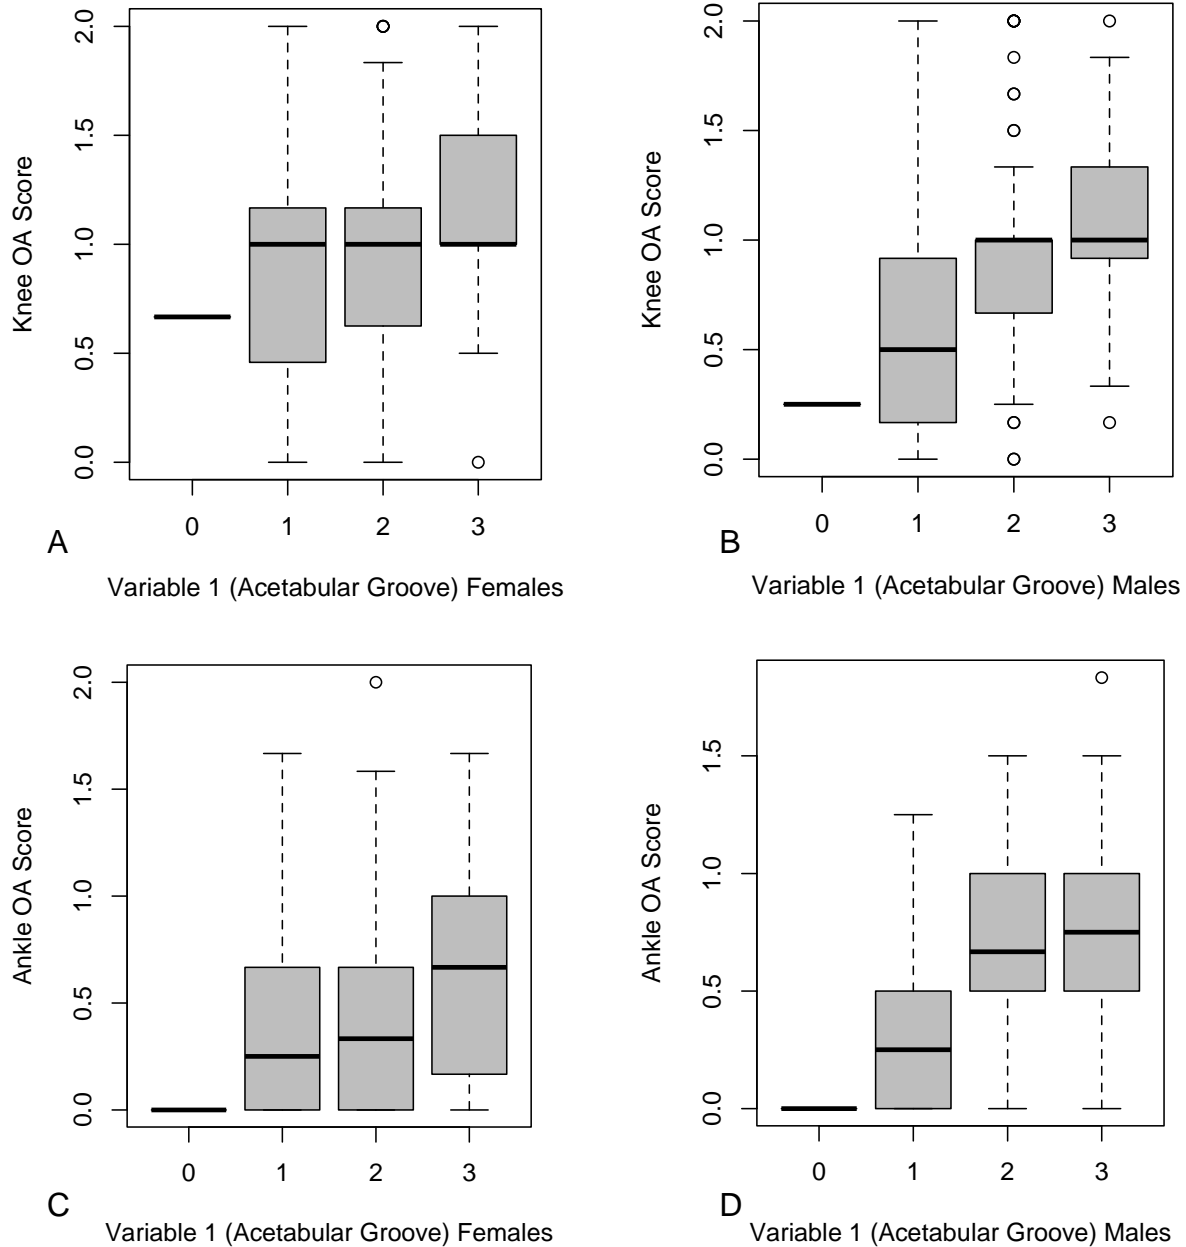 2.0
1.5
1.0
0.5
0.0
Knee OA Score
0 1 2 3
A
Variable 1 (Acetabular Groove) Females
2.0
1.5
1.0
0.5
0.0
Knee OA Score
0 1 2 3
B
Variable 1 (Acetabular Groove) Males
2.0
1.5
1.0
0.5
0.0
Ankle OA Score
0 1 2 3
C
Variable 1 (Acetabular Groove) Females
1.5
1.0
0.5
0.0
Ankle OA Score
0 1 2 3
D
Variable 1 (Acetabular Groove) Males